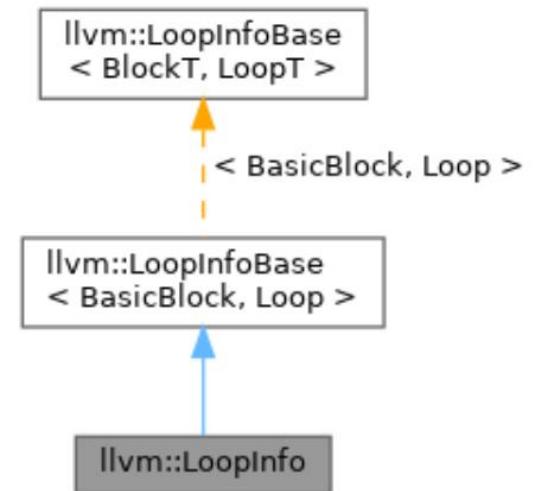 llvm::LoopInfoBase
< BlockT, LoopT >
< BasicBlock, Loop >
llvm::LoopInfoBase
< BasicBlock, Loop >
llvm::LoopInfo